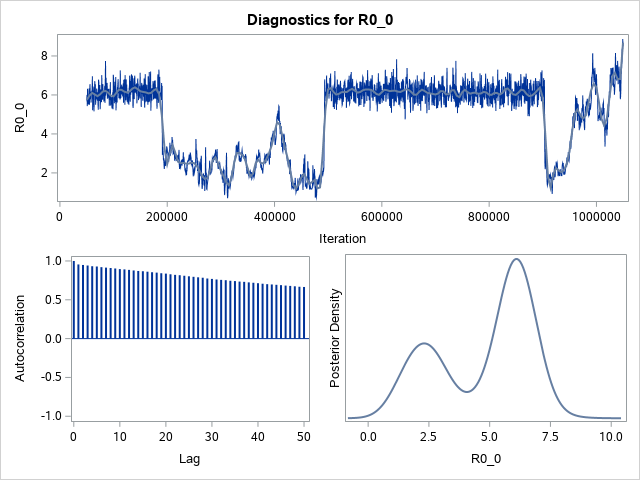 Diagnostics for R0_0
8
6
4
2
R0_0
0 200000 400000 600000 800000 1000000
Iteration
1.0
0.5
0.0
-0.5
-1.0
Autocorrelation
0 10 20 30 40 50
Lag
Posterior Density
0.0 2.5 5.0 7.5 10.0
R0_0